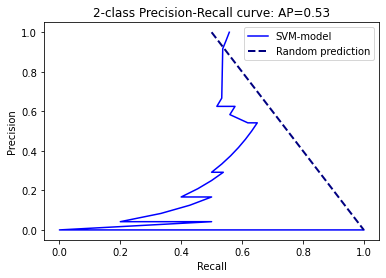 2-class Precision-Recall curve: AP=0.53
SVM-model
Random prediction
Precision
1.0
0.8
0.6
0.4
0.2
0.0
0.0 0.2 0.4 0.6 0.8 1.0
Recall